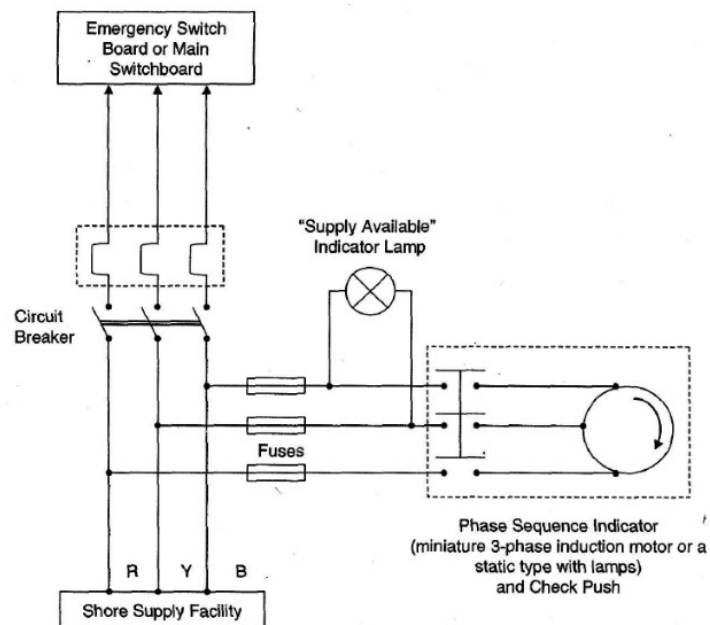 Emergency Switch
Board or Main
Switchboard
"Supply Available"
Indicator Lamp
Circuit
Breaker
Fuses
Phase Sequence Indicator
(miniature 3-phase induction motor or a
static type with lamps)
and Check Push
R Y B
Shore Supply Facility